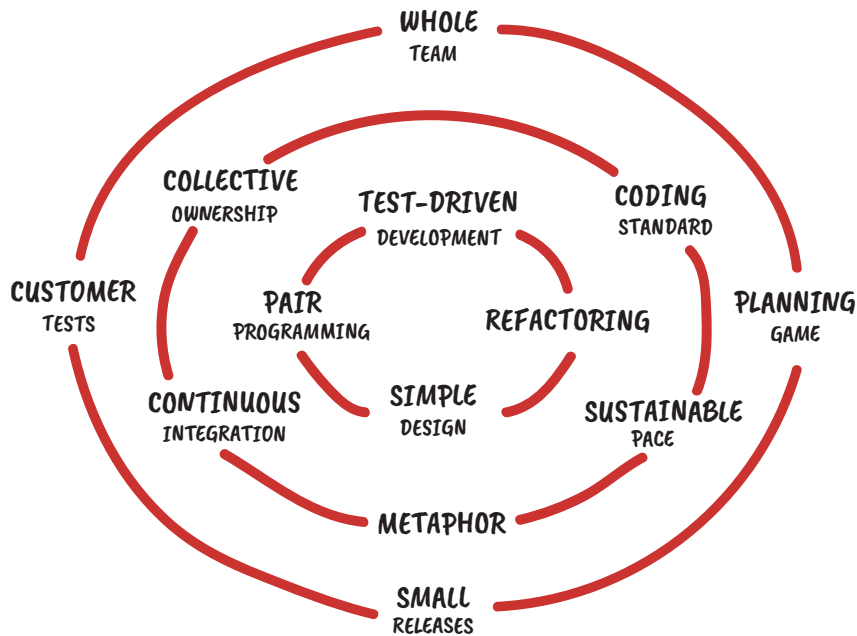 WHOLE
TEAM
COLLECTIVE
OWNERSHIP
TEST-DRIVEN
DEVELOPMENT
CODING
STANDARD
CUSTOMER
TESTS
PAIR
PROGRAMMING
REFACTORING
PLANNING
GAME
CONTINUOUS
INTEGRATION
SIMPLE
DESIGN
SUSTAINABLE
PACE
METAPHOR
SMALL
RELEASES